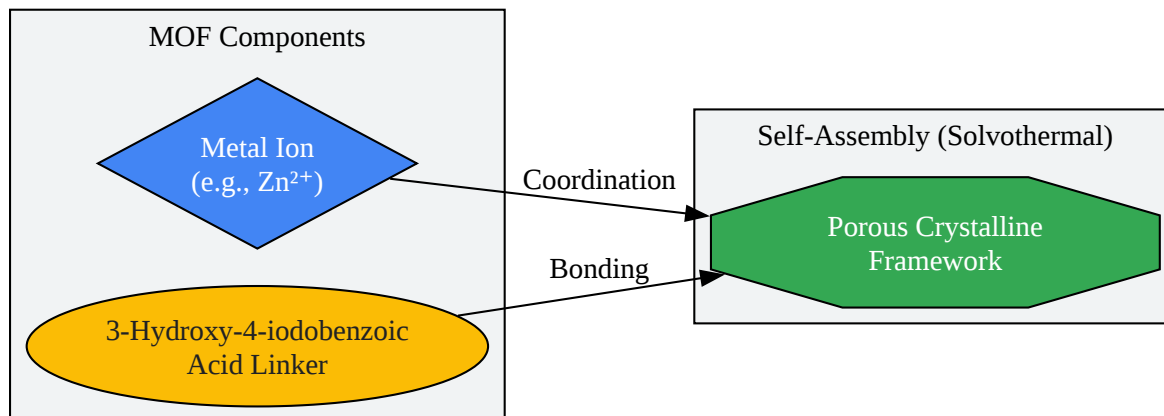 MOF Components
Metal Ion
(e.g., Zn²⁺)
3-Hydroxy-4-iodobenzoic
Acid Linker
Coordination
Bonding
Self-Assembly (Solvothermal)
Porous Crystalline
Framework